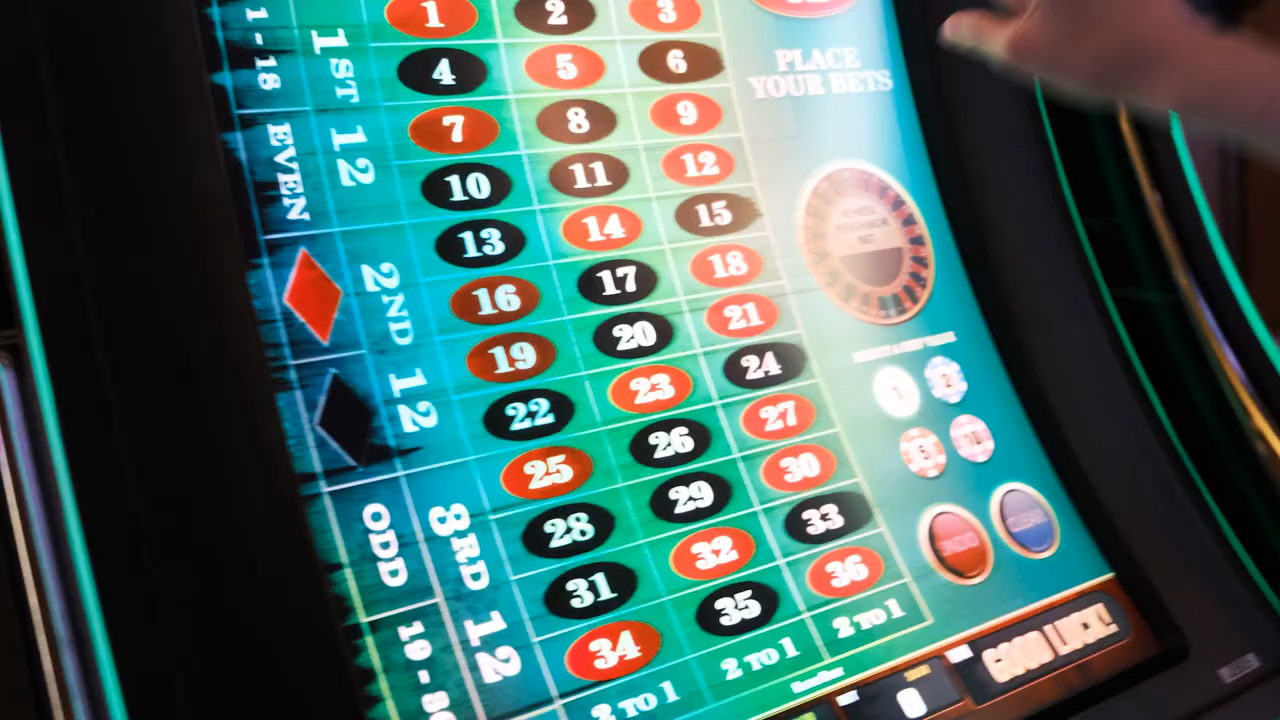 1 2 3
4 5 6
7 8 9
10 11 12
13 14 15
16 17 18
19 20 21
22 23 24
25 26 27
28 29 30
31 32 33
34 35 36
2 TO 1 2 TO 1 2 TO 1
1ST 12
2ND 12
3RD 12
1-18
EVEN
ODD
PLACE
YOUR BETS
1 2
5
0
GOOD LUCK!